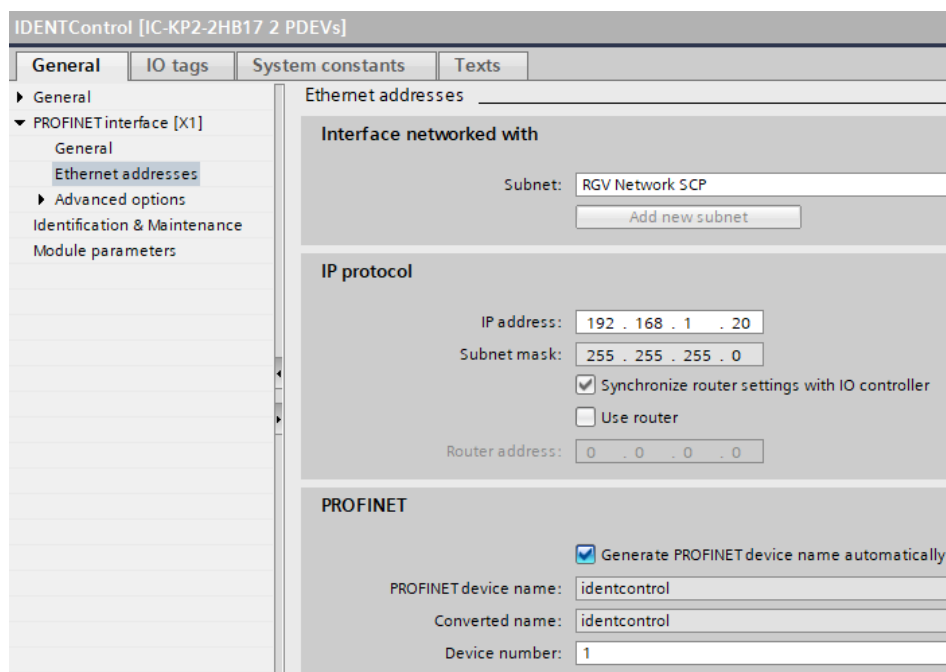 IDENTControl [IC-KP2-2HB17 2 PDEVs]
General IO tags System constants Texts
General
PROFINET interface [X1]
General
Ethernet addresses
Advanced options
Identification & Maintenance
Module parameters
Ethernet addresses
Interface networked with
Subnet: RGV Network SCP
Add new subnet
IP protocol
IP address: 192 . 168 . 1 . 20
Subnet mask: 255 . 255 . 255 . 0
Synchronize router settings with IO controller
Use router
Router address: 0 . 0 . 0 . 0
PROFINET
Generate PROFINET device name automatically
PROFINET device name: identcontrol
Converted name: identcontrol
Device number: 1